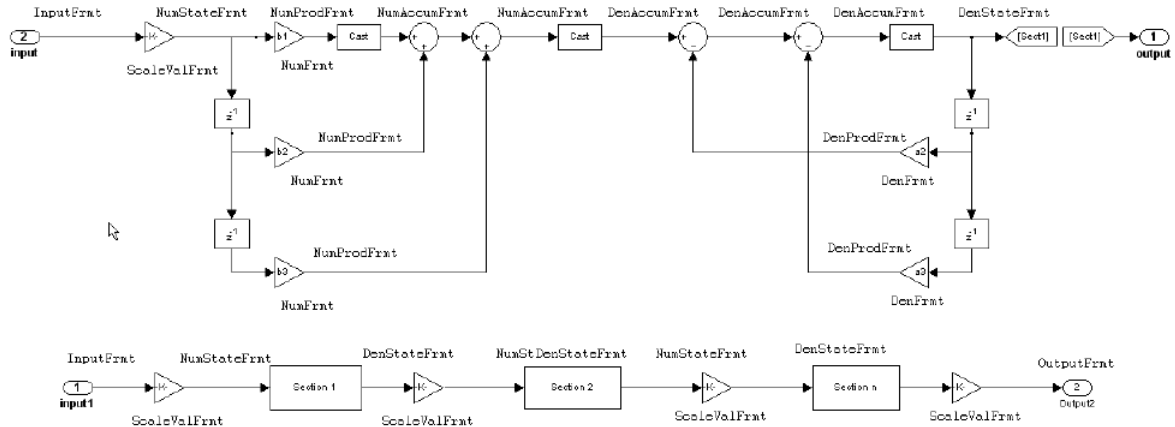 InputFrmt NumStateFrmt NumProdFrmt NumAccumFrmt NumAccumFrmt DenAccumFrmt DenAccumFrmt DenAccumFrmt DenStateFrmt
2 K- b1 Cast + + + + Cast + - + - Cast [Sect1] [Sect1] 1
input output
ScaleValFrmt NumFrmt
z-1 z-1
NumProdFrmt DenProdFrmt
b2 a2
NumFrmt DenFrmt
z-1 z-1
NumProdFrmt DenProdFrmt
b3 a3
NumFrmt DenFrmt
InputFrmt NumStateFrmt DenStateFrmt NumStDenStateFrmt NumStateFrmt DenStateFrmt OutputFrmt
1 K- Section 1 K- Section 2 K- Section n K- 2
input1 Output2
ScaleValFrmt ScaleValFrmt ScaleValFrmt ScaleValFrmt